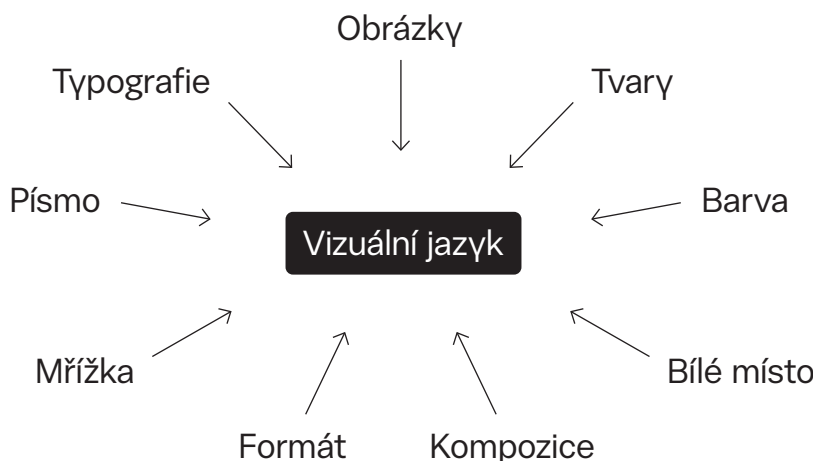 Obrázky
Typografie
Tvary
Písmo
Barva
Vizuální jazyk
Mřížka
Bílé místo
Formát
Kompozice